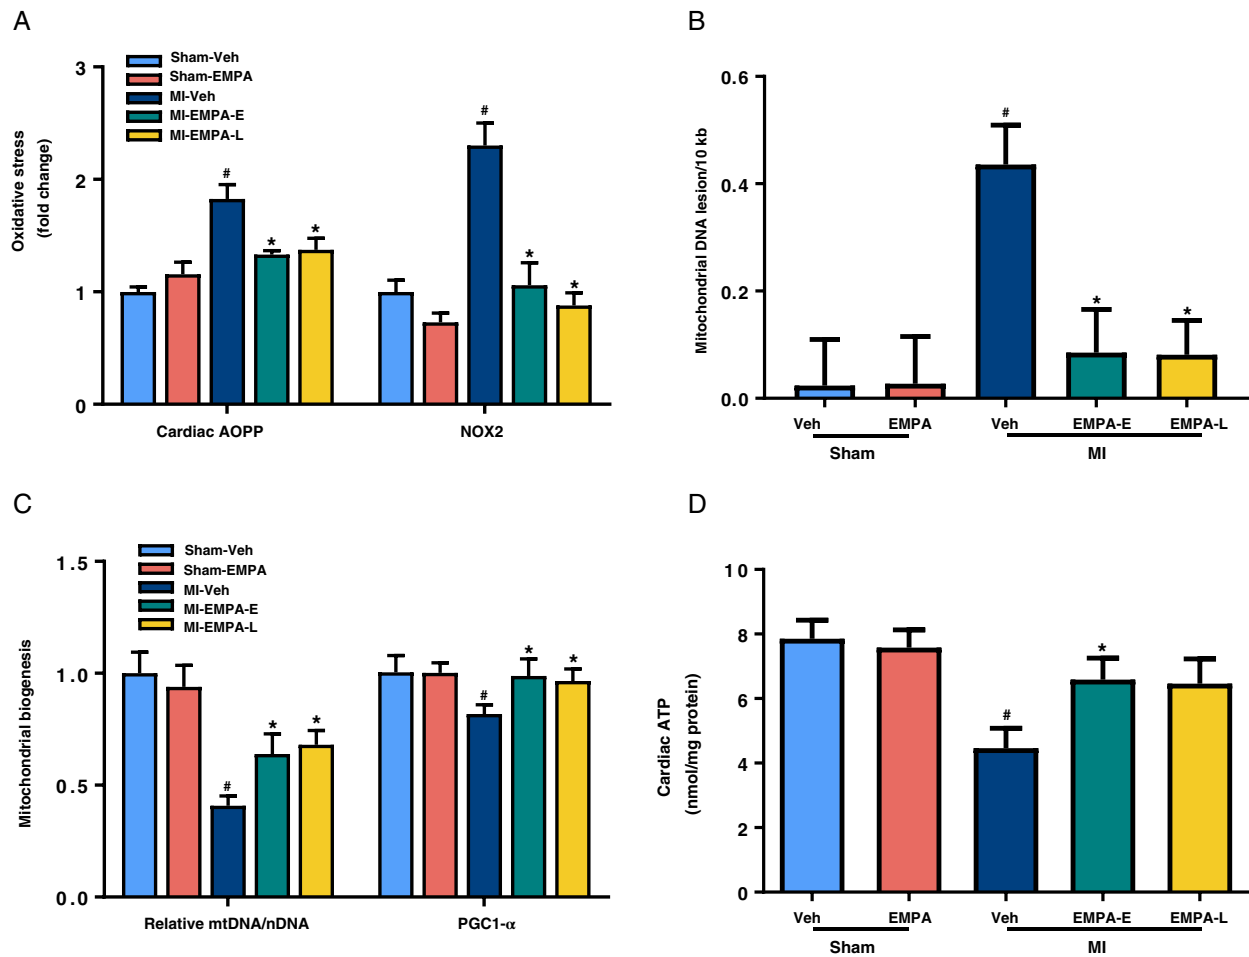 A
Sham-Veh
Sham-EMPA
MI-Veh
MI-EMPA-E
MI-EMPA-L
Oxidative stress
(fold change)
3
2
1
0
#
*
*
#
*
*
Cardiac AOPP
NOX2
B
Mitochondrial DNA lesion/10 kb
0.6
0.4
0.2
0.0
#
*
*
Veh
EMPA
Veh
EMPA-E
EMPA-L
Sham
MI
C
Sham-Veh
Sham-EMPA
MI-Veh
MI-EMPA-E
MI-EMPA-L
Mitochondrial biogenesis
1.5
1.0
0.5
0.0
#
*
*
#
*
*
Relative mtDNA/nDNA
PGC1-α
D
Cardiac ATP
(nmol/mg protein)
10
8
6
4
2
0
#
*
Veh
EMPA
Veh
EMPA-E
EMPA-L
Sham
MI